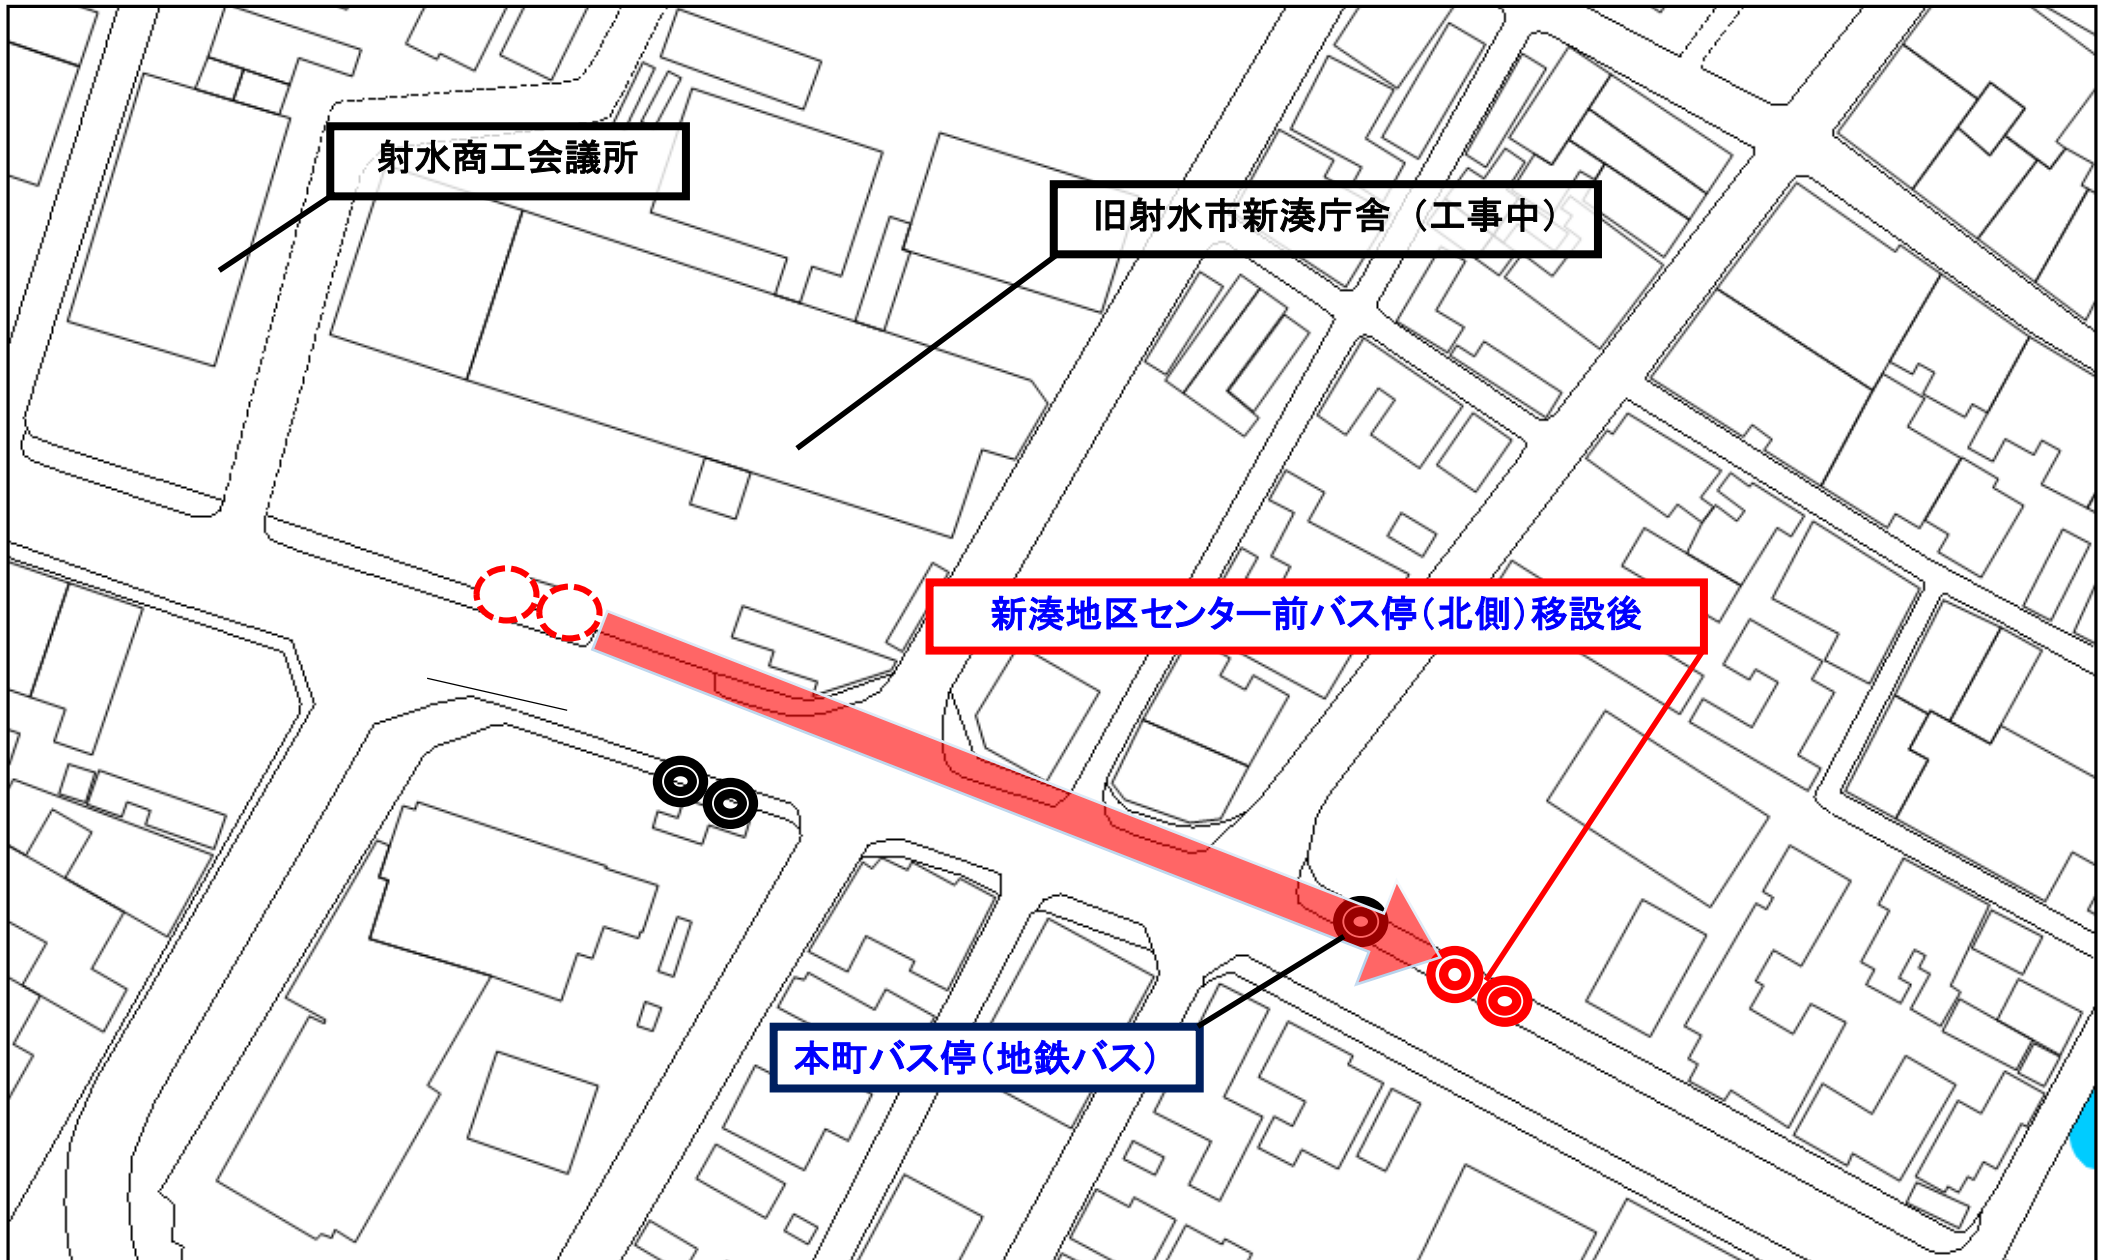 射水商工会議所
旧射水市新湊庁舎（工事中）
新湊地区センター前バス停（北側）移設後
本町バス停（地鉄バス）